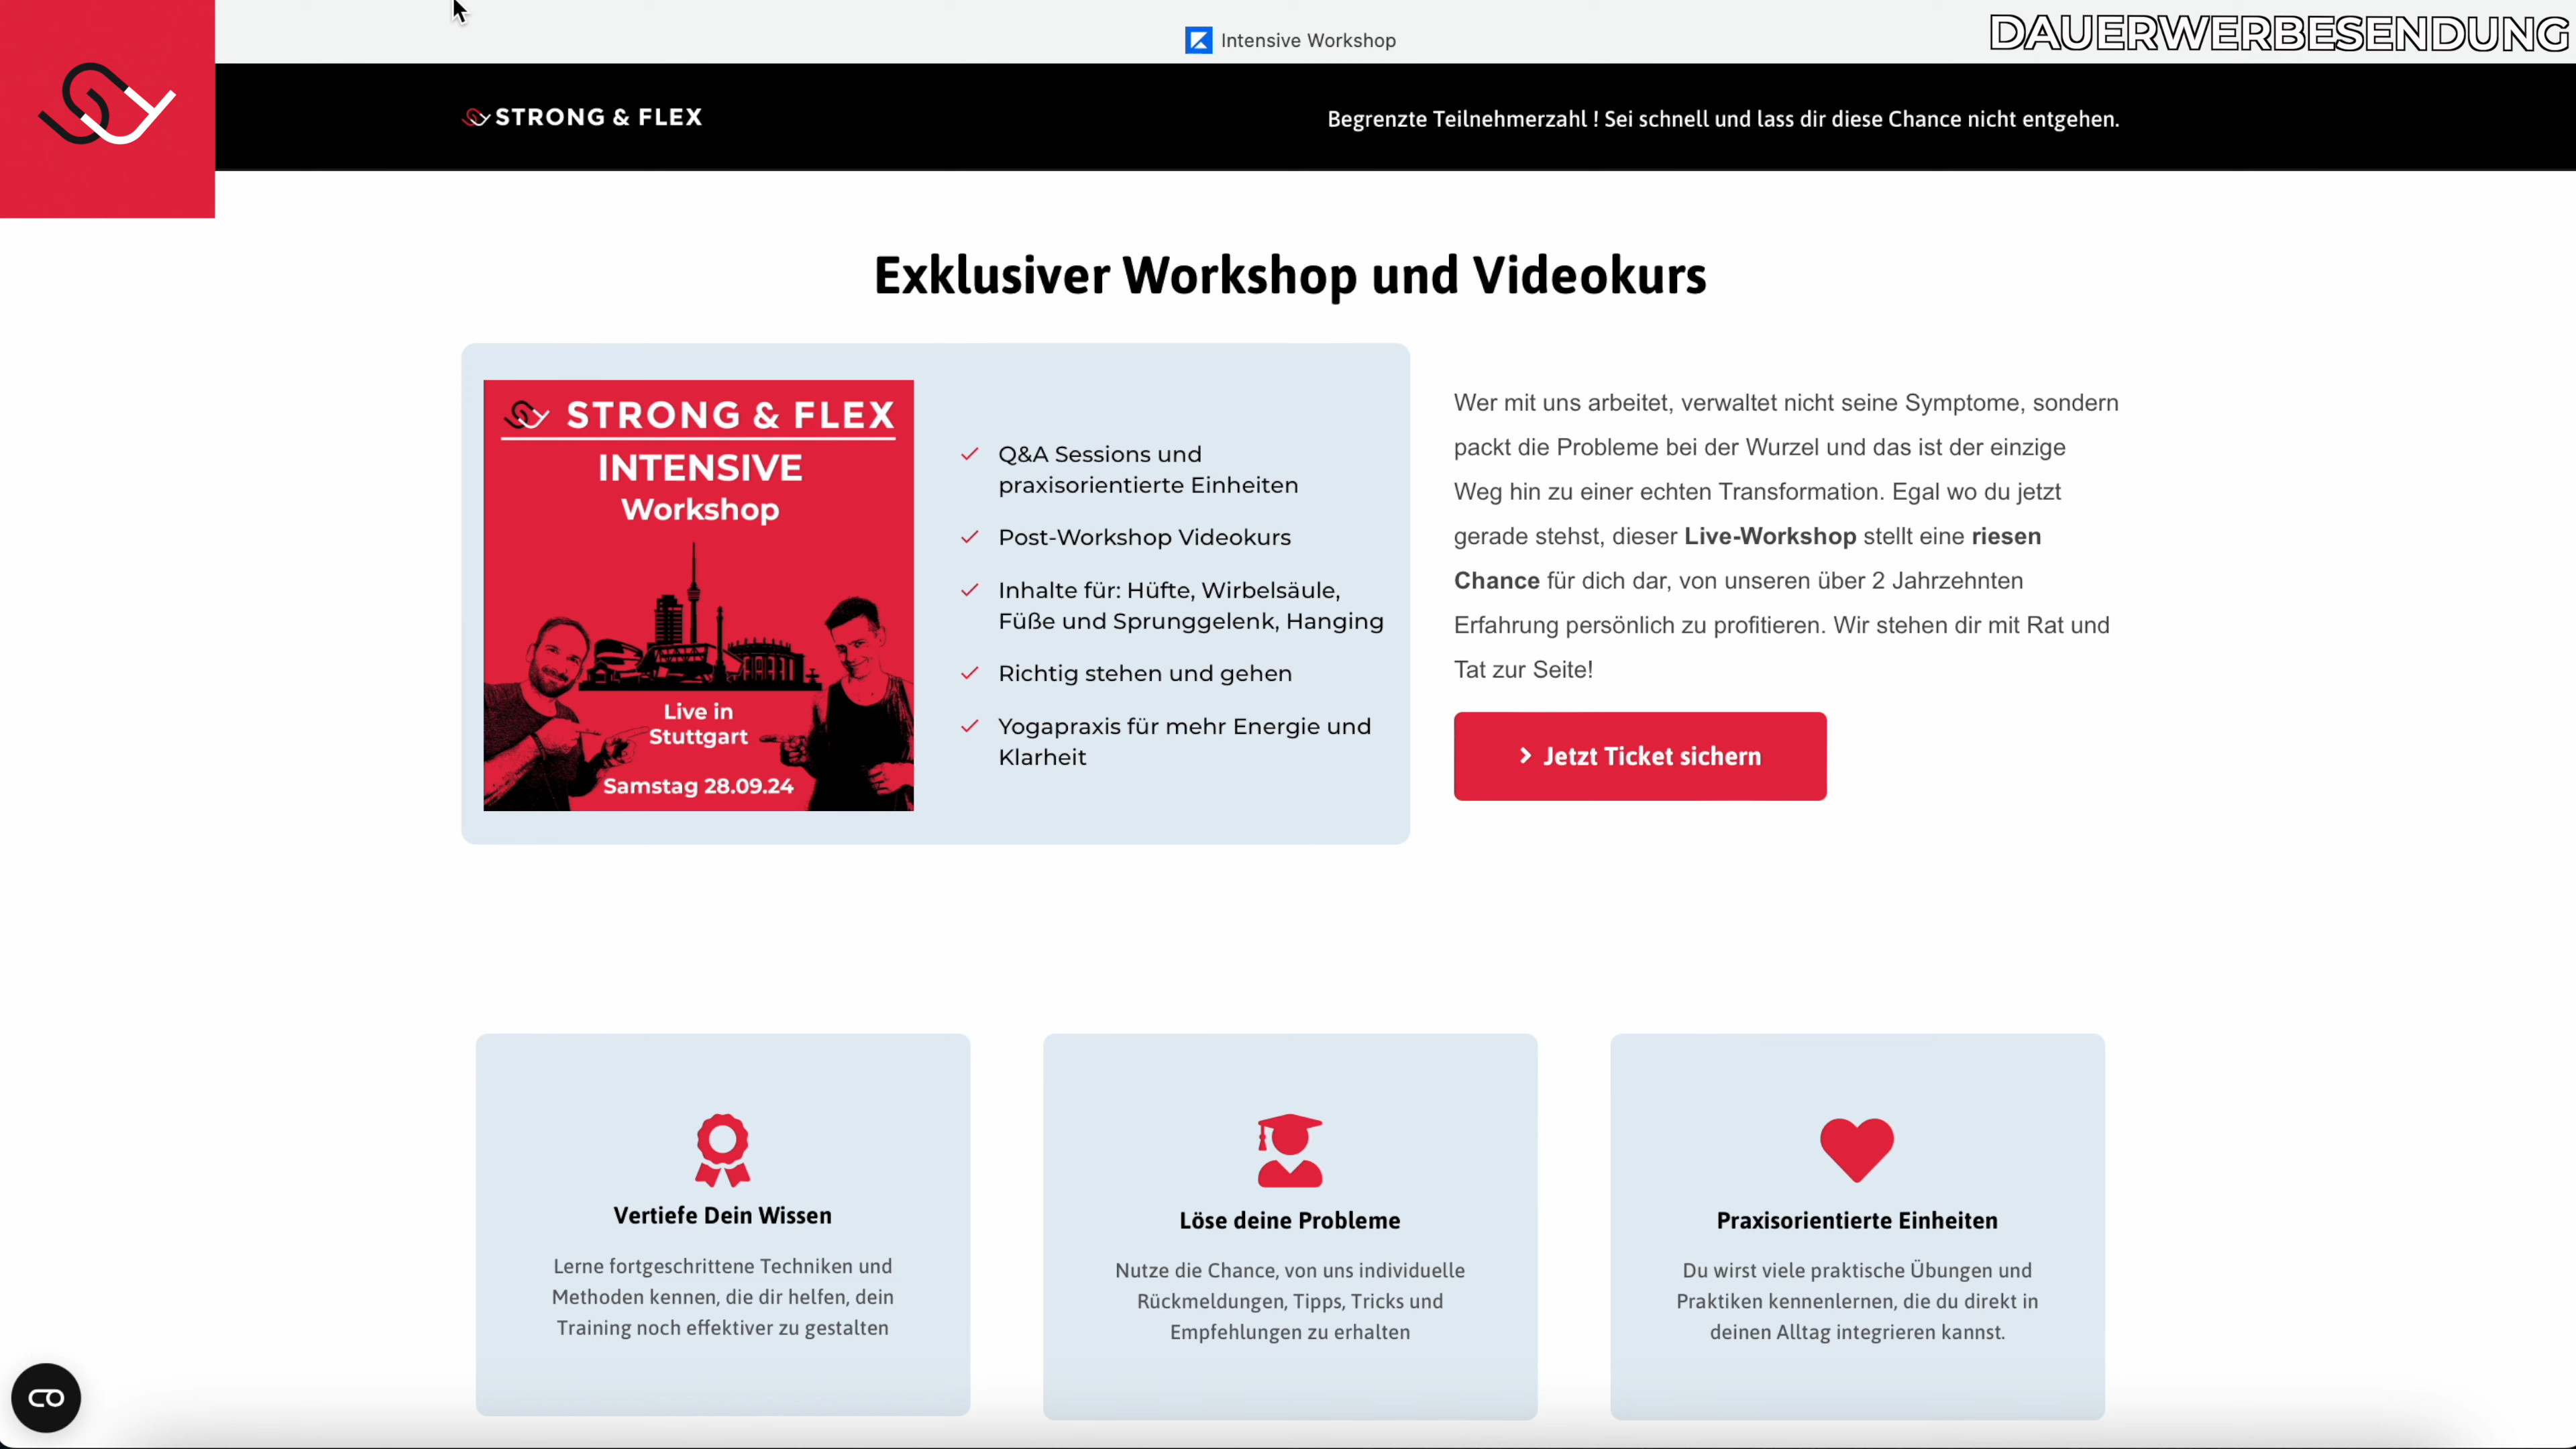 Intensive Workshop
DAUERWERBESENDUNG
STRONG & FLEX
Begrenzte Teilnehmerzahl ! Sei schnell und lass dir diese Chance nicht entgehen.
Exklusiver Workshop und Videokurs
STRONG & FLEX
INTENSIVE
Workshop
Live in
Stuttgart
Samstag 28.09.24
Q&A Sessions und
praxisorientierte Einheiten
Post-Workshop Videokurs
Inhalte für: Hüfte, Wirbelsäule,
Füße und Sprunggelenk, Hanging
Richtig stehen und gehen
Yogapraxis für mehr Energie und
Klarheit
Wer mit uns arbeitet, verwaltet nicht seine Symptome, sondern
packt die Probleme bei der Wurzel und das ist der einzige
Weg hin zu einer echten Transformation. Egal wo du jetzt
gerade stehst, dieser Live-Workshop stellt eine riesen
Chance für dich dar, von unseren über 2 Jahrzehnten
Erfahrung persönlich zu profitieren. Wir stehen dir mit Rat und
Tat zur Seite!
Jetzt Ticket sichern
Vertiefe Dein Wissen
Lerne fortgeschrittene Techniken und
Methoden kennen, die dir helfen, dein
Training noch effektiver zu gestalten
Löse deine Probleme
Nutze die Chance, von uns individuelle
Rückmeldungen, Tipps, Tricks und
Empfehlungen zu erhalten
Praxisorientierte Einheiten
Du wirst viele praktische Übungen und
Praktiken kennenlernen, die du direkt in
deinen Alltag integrieren kannst.